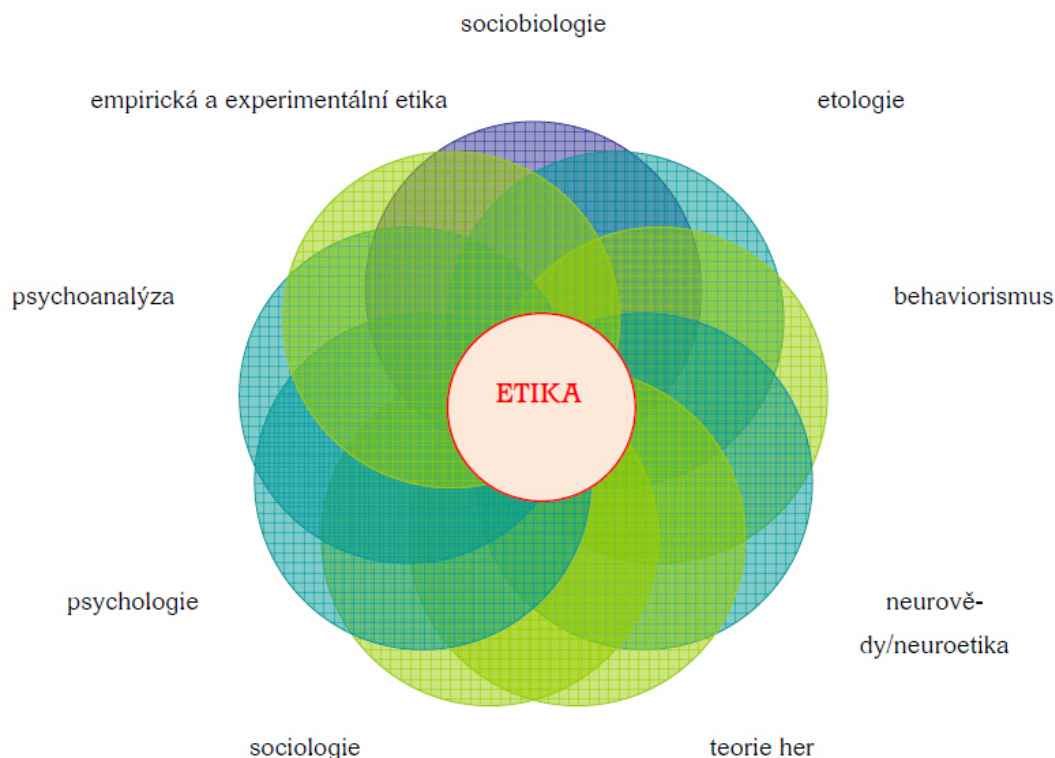 sociobiologie
empirická a experimentální etika
etologie
psychoanalýza
behaviorismus
ETIKA
psychologie
neurově-
dy/neuroetika
sociologie
teorie her